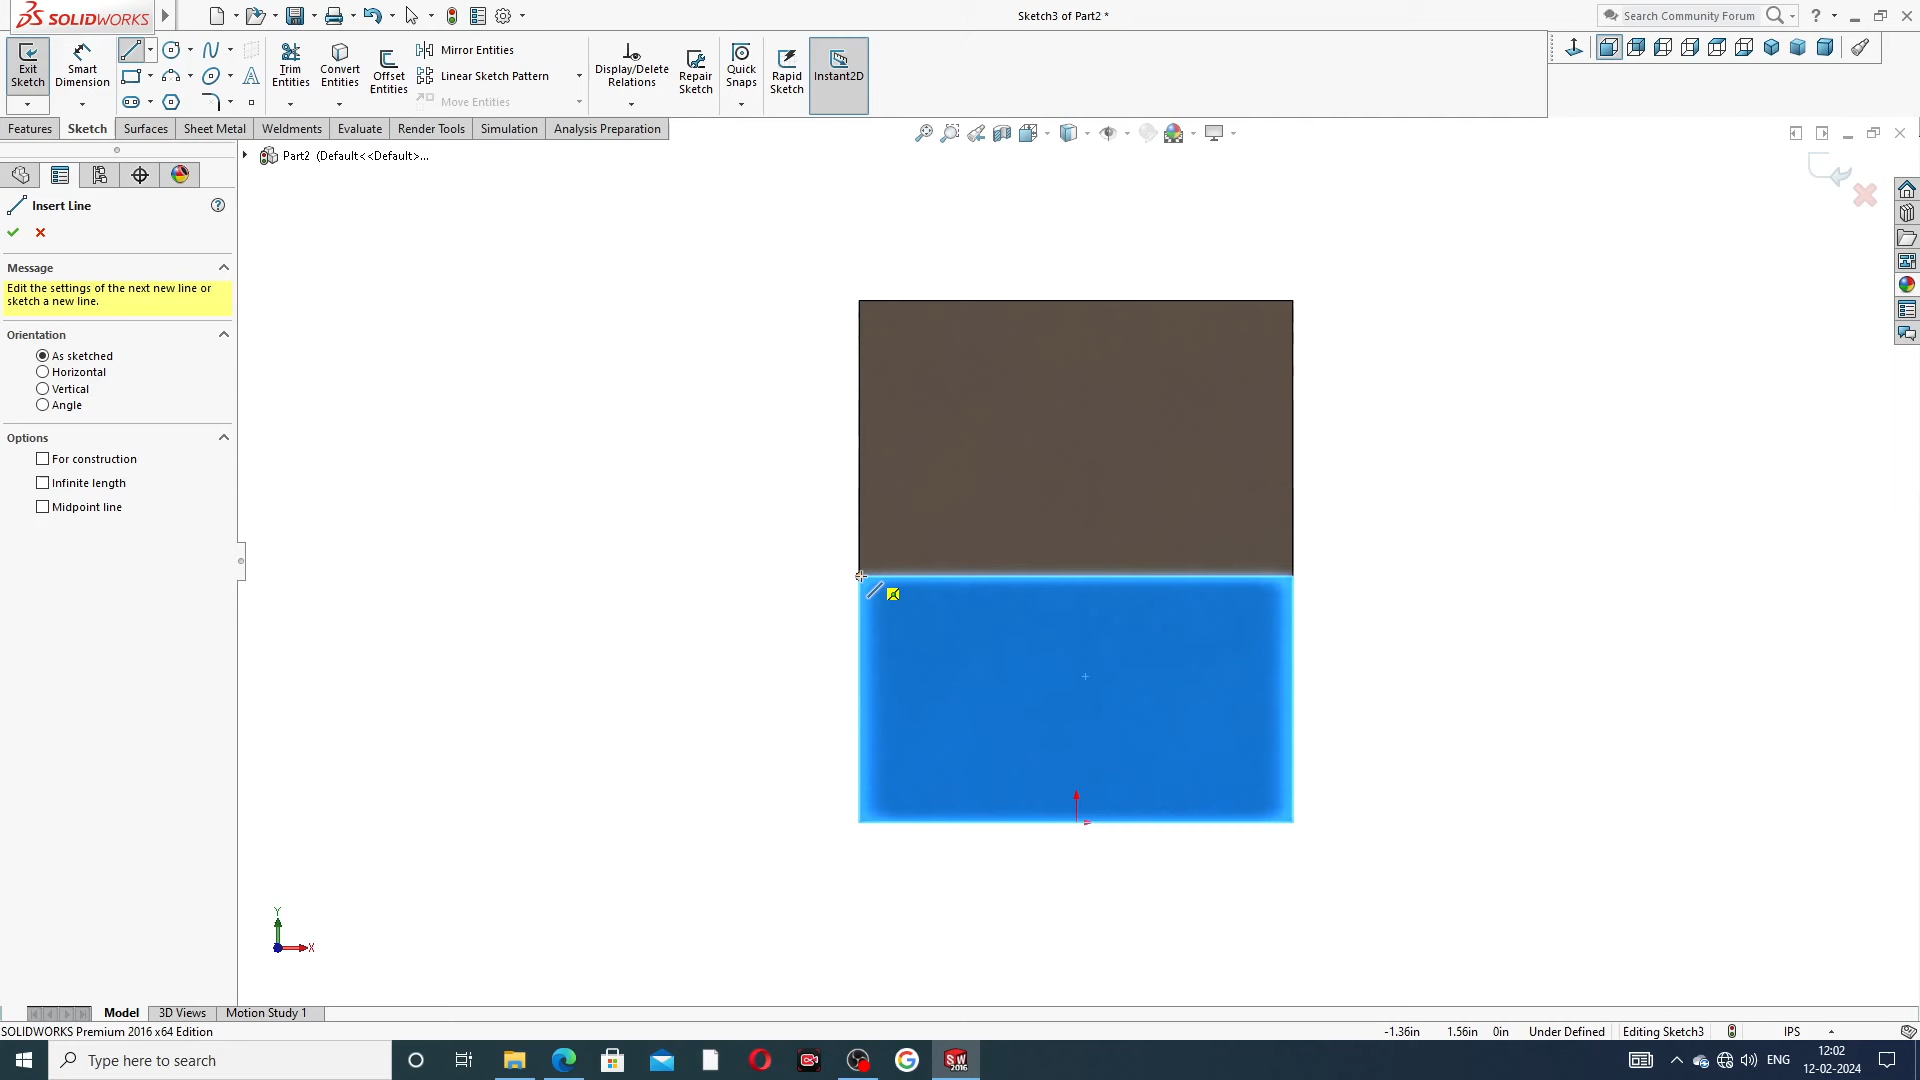 SOLIDWORKS
Sketch3 of Part2 *
Search Community Forum
Exit Sketch
Smart Dimension
Trim Entities
Convert Entities
Offset Entities
Mirror Entities
Linear Sketch Pattern
Move Entities
Display/Delete Relations
Repair Sketch
Quick Snaps
Rapid Sketch
Instant2D
Features
Sketch
Surfaces
Sheet Metal
Weldments
Evaluate
Render Tools
Simulation
Analysis Preparation
Part2 (Default<<Default>...
Insert Line
Message
Edit the settings of the next new line or
sketch a new line.
Orientation
As sketched
Horizontal
Vertical
Angle
Options
For construction
Infinite length
Midpoint line
Y
X
Model
3D Views
Motion Study 1
SOLIDWORKS Premium 2016 x64 Edition
-1.36in
1.56in
0in
Under Defined
Editing Sketch3
IPS
Type here to search
ENG
12:02
12-02-2024